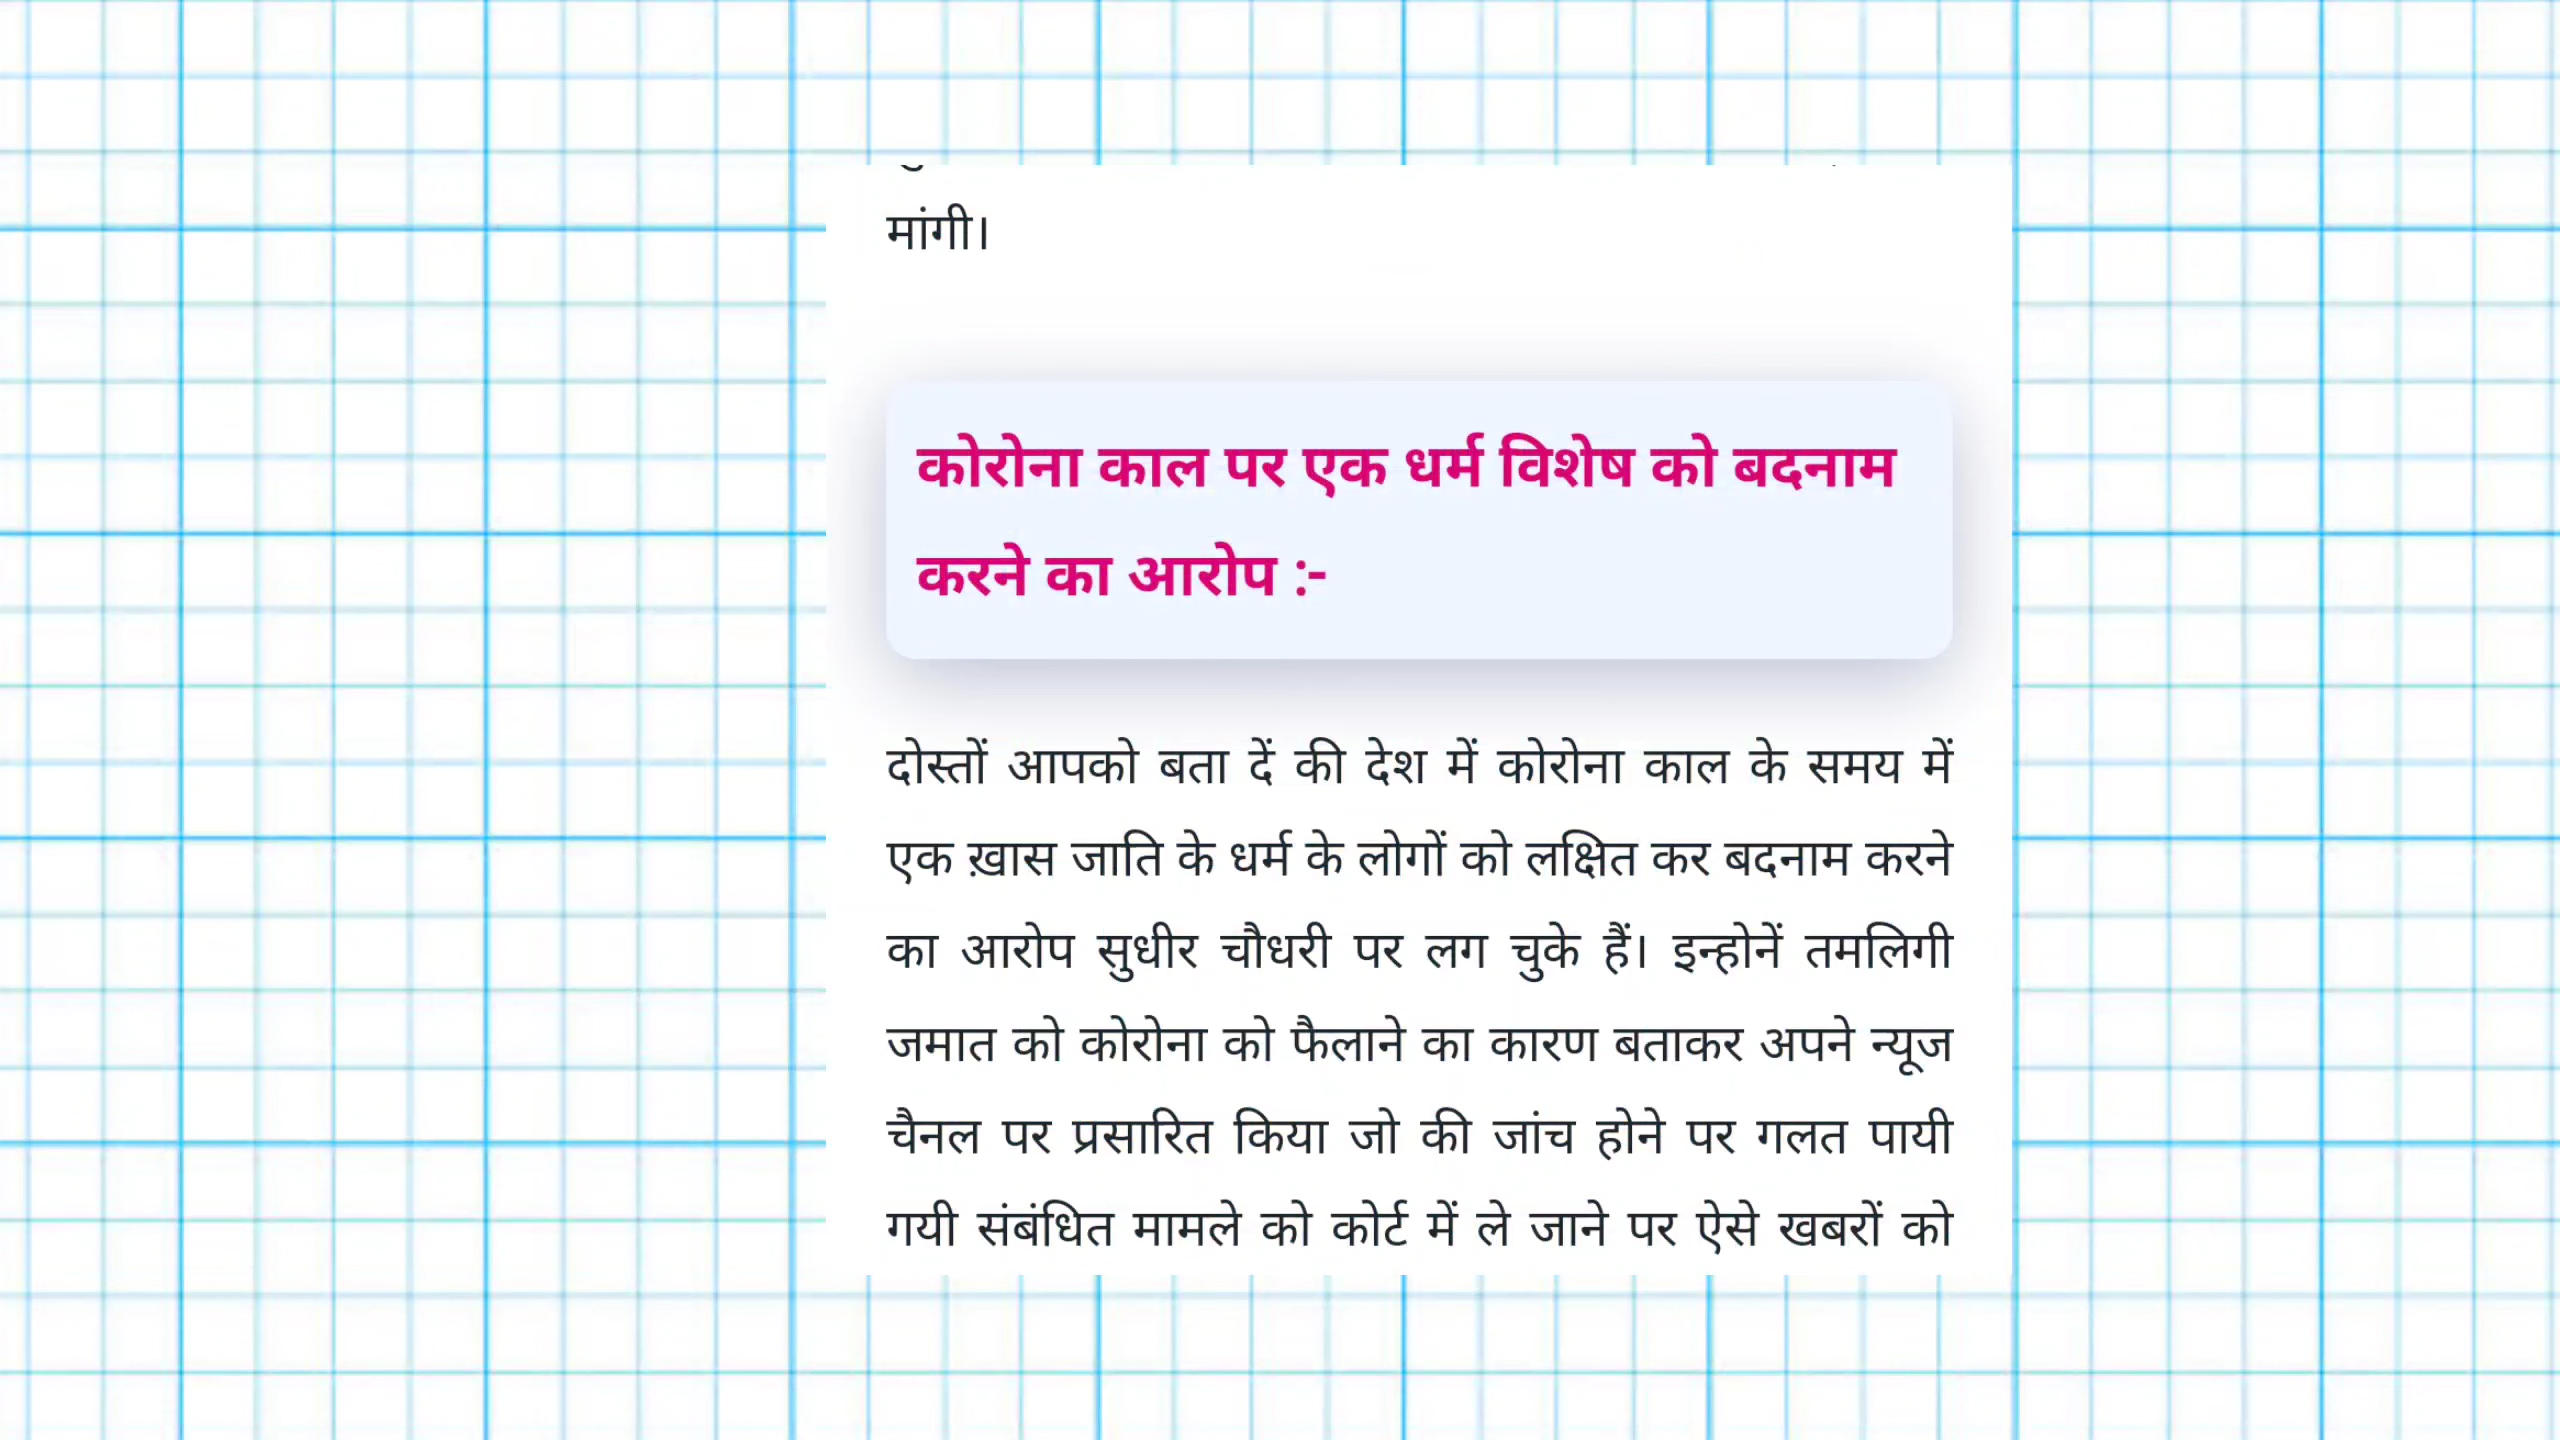 मांगी।
कोरोना काल पर एक धर्म विशेष को बदनाम
करने का आरोप :-
दोस्तों आपको बता दें की देश में कोरोना काल के समय में
एक ख़ास जाति के धर्म के लोगों को लक्षित कर बदनाम करने
का आरोप सुधीर चौधरी पर लग चुके हैं। इन्होनें तमलिगी
जमात को कोरोना को फैलाने का कारण बताकर अपने न्यूज
चैनल पर प्रसारित किया जो की जांच होने पर गलत पायी
गयी संबंधित मामले को कोर्ट में ले जाने पर ऐसे खबरों को